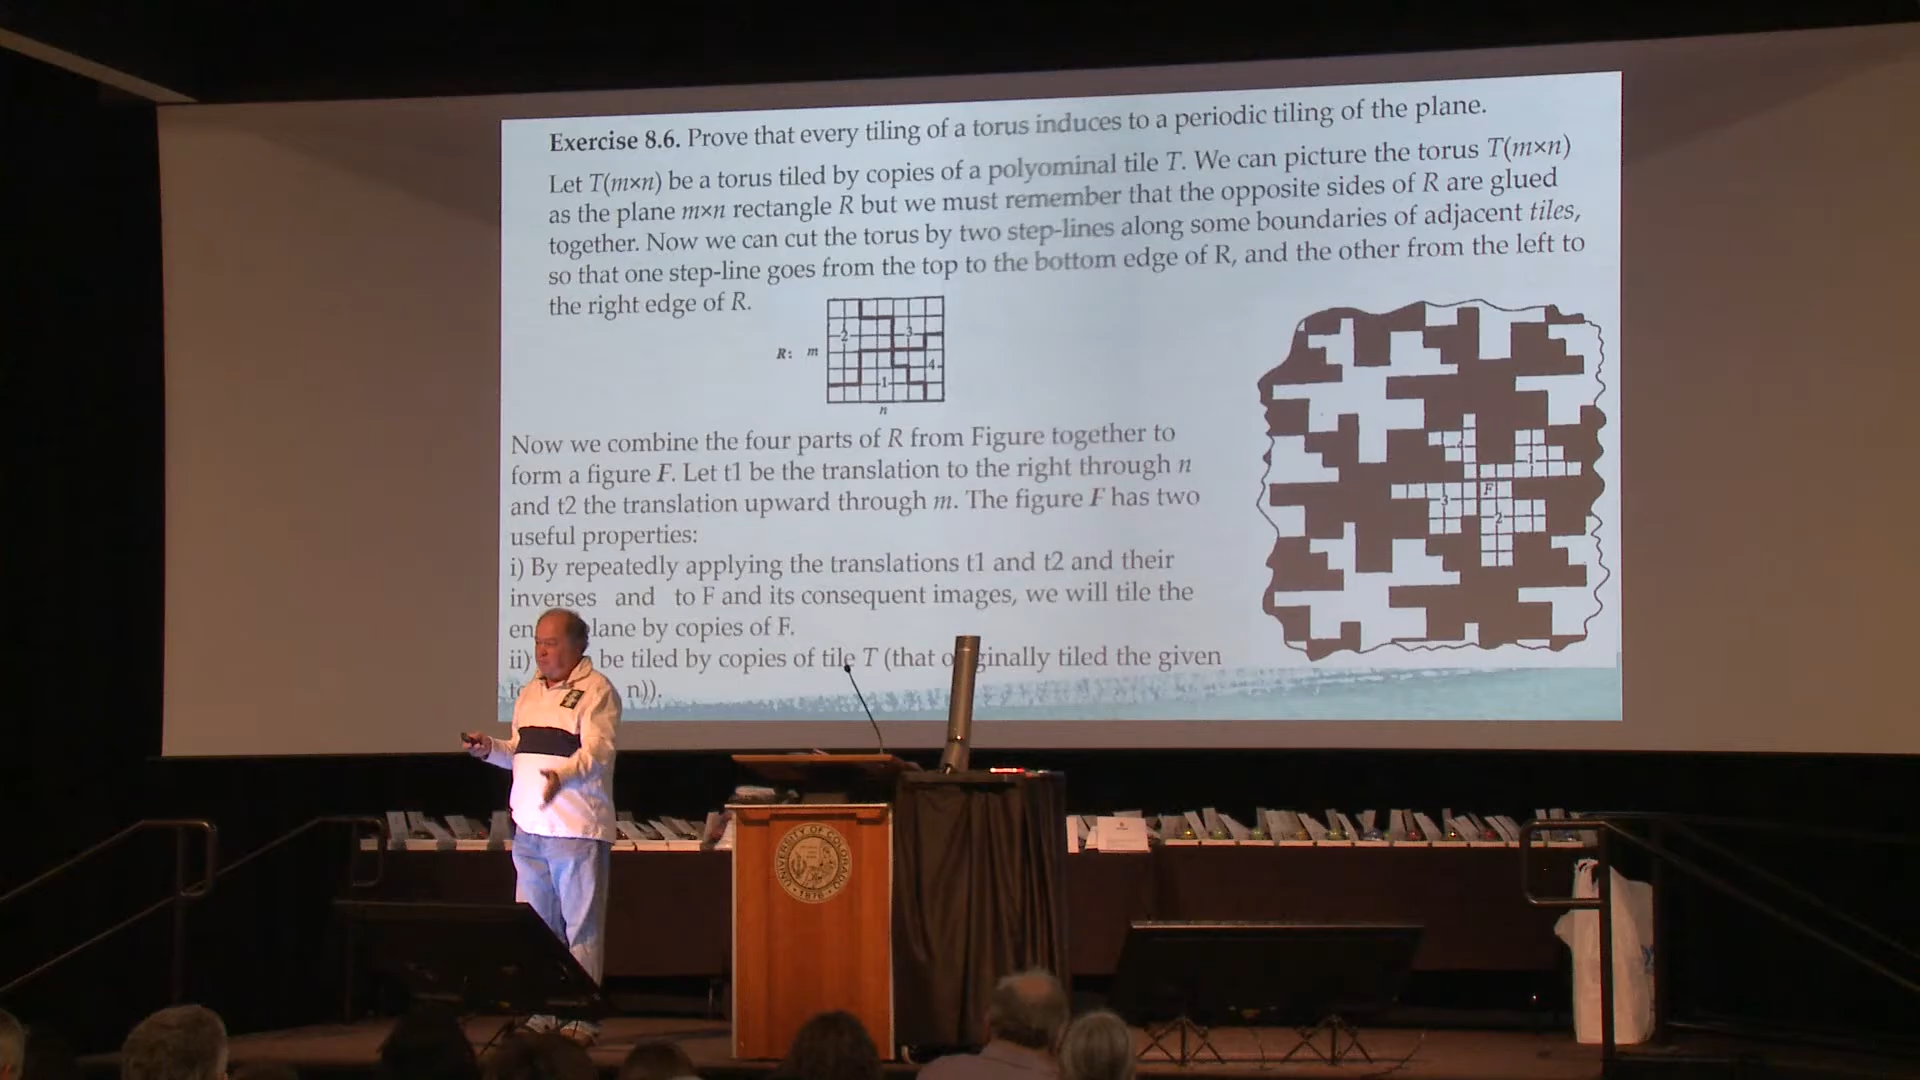 Exercise 8.6. Prove that every tiling of a torus induces to a periodic tiling of the plane.
Let T(m×n) be a torus tiled by copies of a polyominal tile T. We can picture the torus T(m×n)
as the plane m×n rectangle R but we must remember that the opposite sides of R are glued
together. Now we can cut the torus by two step-lines along some boundaries of adjacent tiles,
so that one step-line goes from the top to the bottom edge of R, and the other from the left to
the right edge of R.
2
3
R: m
4
1
n
Now we combine the four parts of R from Figure together to
form a figure F. Let t1 be the translation to the right through n
and t2 the translation upward through m. The figure F has two
useful properties:
i) By repeatedly applying the translations t1 and t2 and their
inverses and to F and its consequent images, we will tile the
lane by copies of F.
ii) be tiled by copies of tile T (that ginally tiled the given
n)).
4
1
F
3
2
UNIVERSITY OF COLORADO
1876